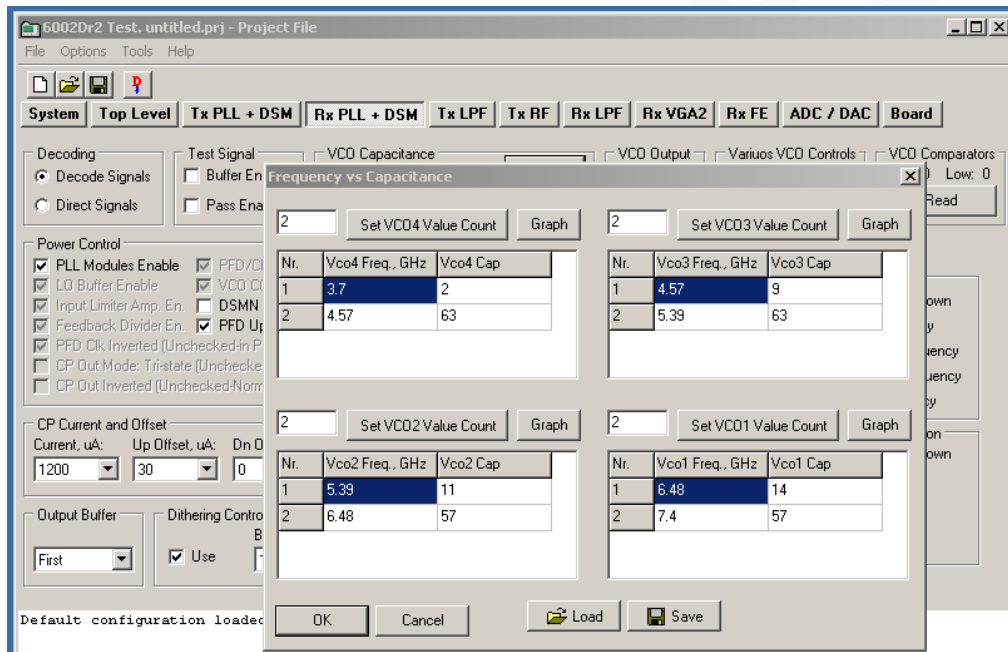 6002Dr2 Test. untitled.prj - Project File
File Options Tools Help
System Top Level Tx PLL + DSM Rx PLL + DSM Tx LPF Tx RF Rx LPF Rx VGA2 Rx FE ADC / DAC Board
Decoding
Decode Signals
Direct Signals
Test Signal
Buffer En
Pass Ena
VCO Capacitance
VCO Output
Variuos VCO Controls
VCO Comparators
Low: 0
Read
Power Control
PLL Modules Enable
LO Buffer Enable
Input Limiter Amp. En.
Feedback Divider En.
PFD Clk Inverted (Unchecked-in P
CP Out Mode: Tri-state (Unchecke
CP Out Inverted (Unchecked-Norm
DSMN
PFD Up
CP Current and Offset
Current, uA: Up Offset, uA: Dn O
1200 30 0
Output Buffer
First
Dithering Contro
Use
Default configuration loaded
Frequency vs Capacitance
2 Set VCO4 Value Count Graph
Nr. Vco4 Freq., GHz Vco4 Cap
1 3.7 2
2 4.57 63
2 Set VCO3 Value Count Graph
Nr. Vco3 Freq., GHz Vco3 Cap
1 4.57 9
2 5.39 63
2 Set VCO2 Value Count Graph
Nr. Vco2 Freq., GHz Vco2 Cap
1 5.39 11
2 6.48 57
2 Set VCO1 Value Count Graph
Nr. Vco1 Freq., GHz Vco1 Cap
1 6.48 14
2 7.4 57
OK Cancel Load Save
own
uency
uency
on
own